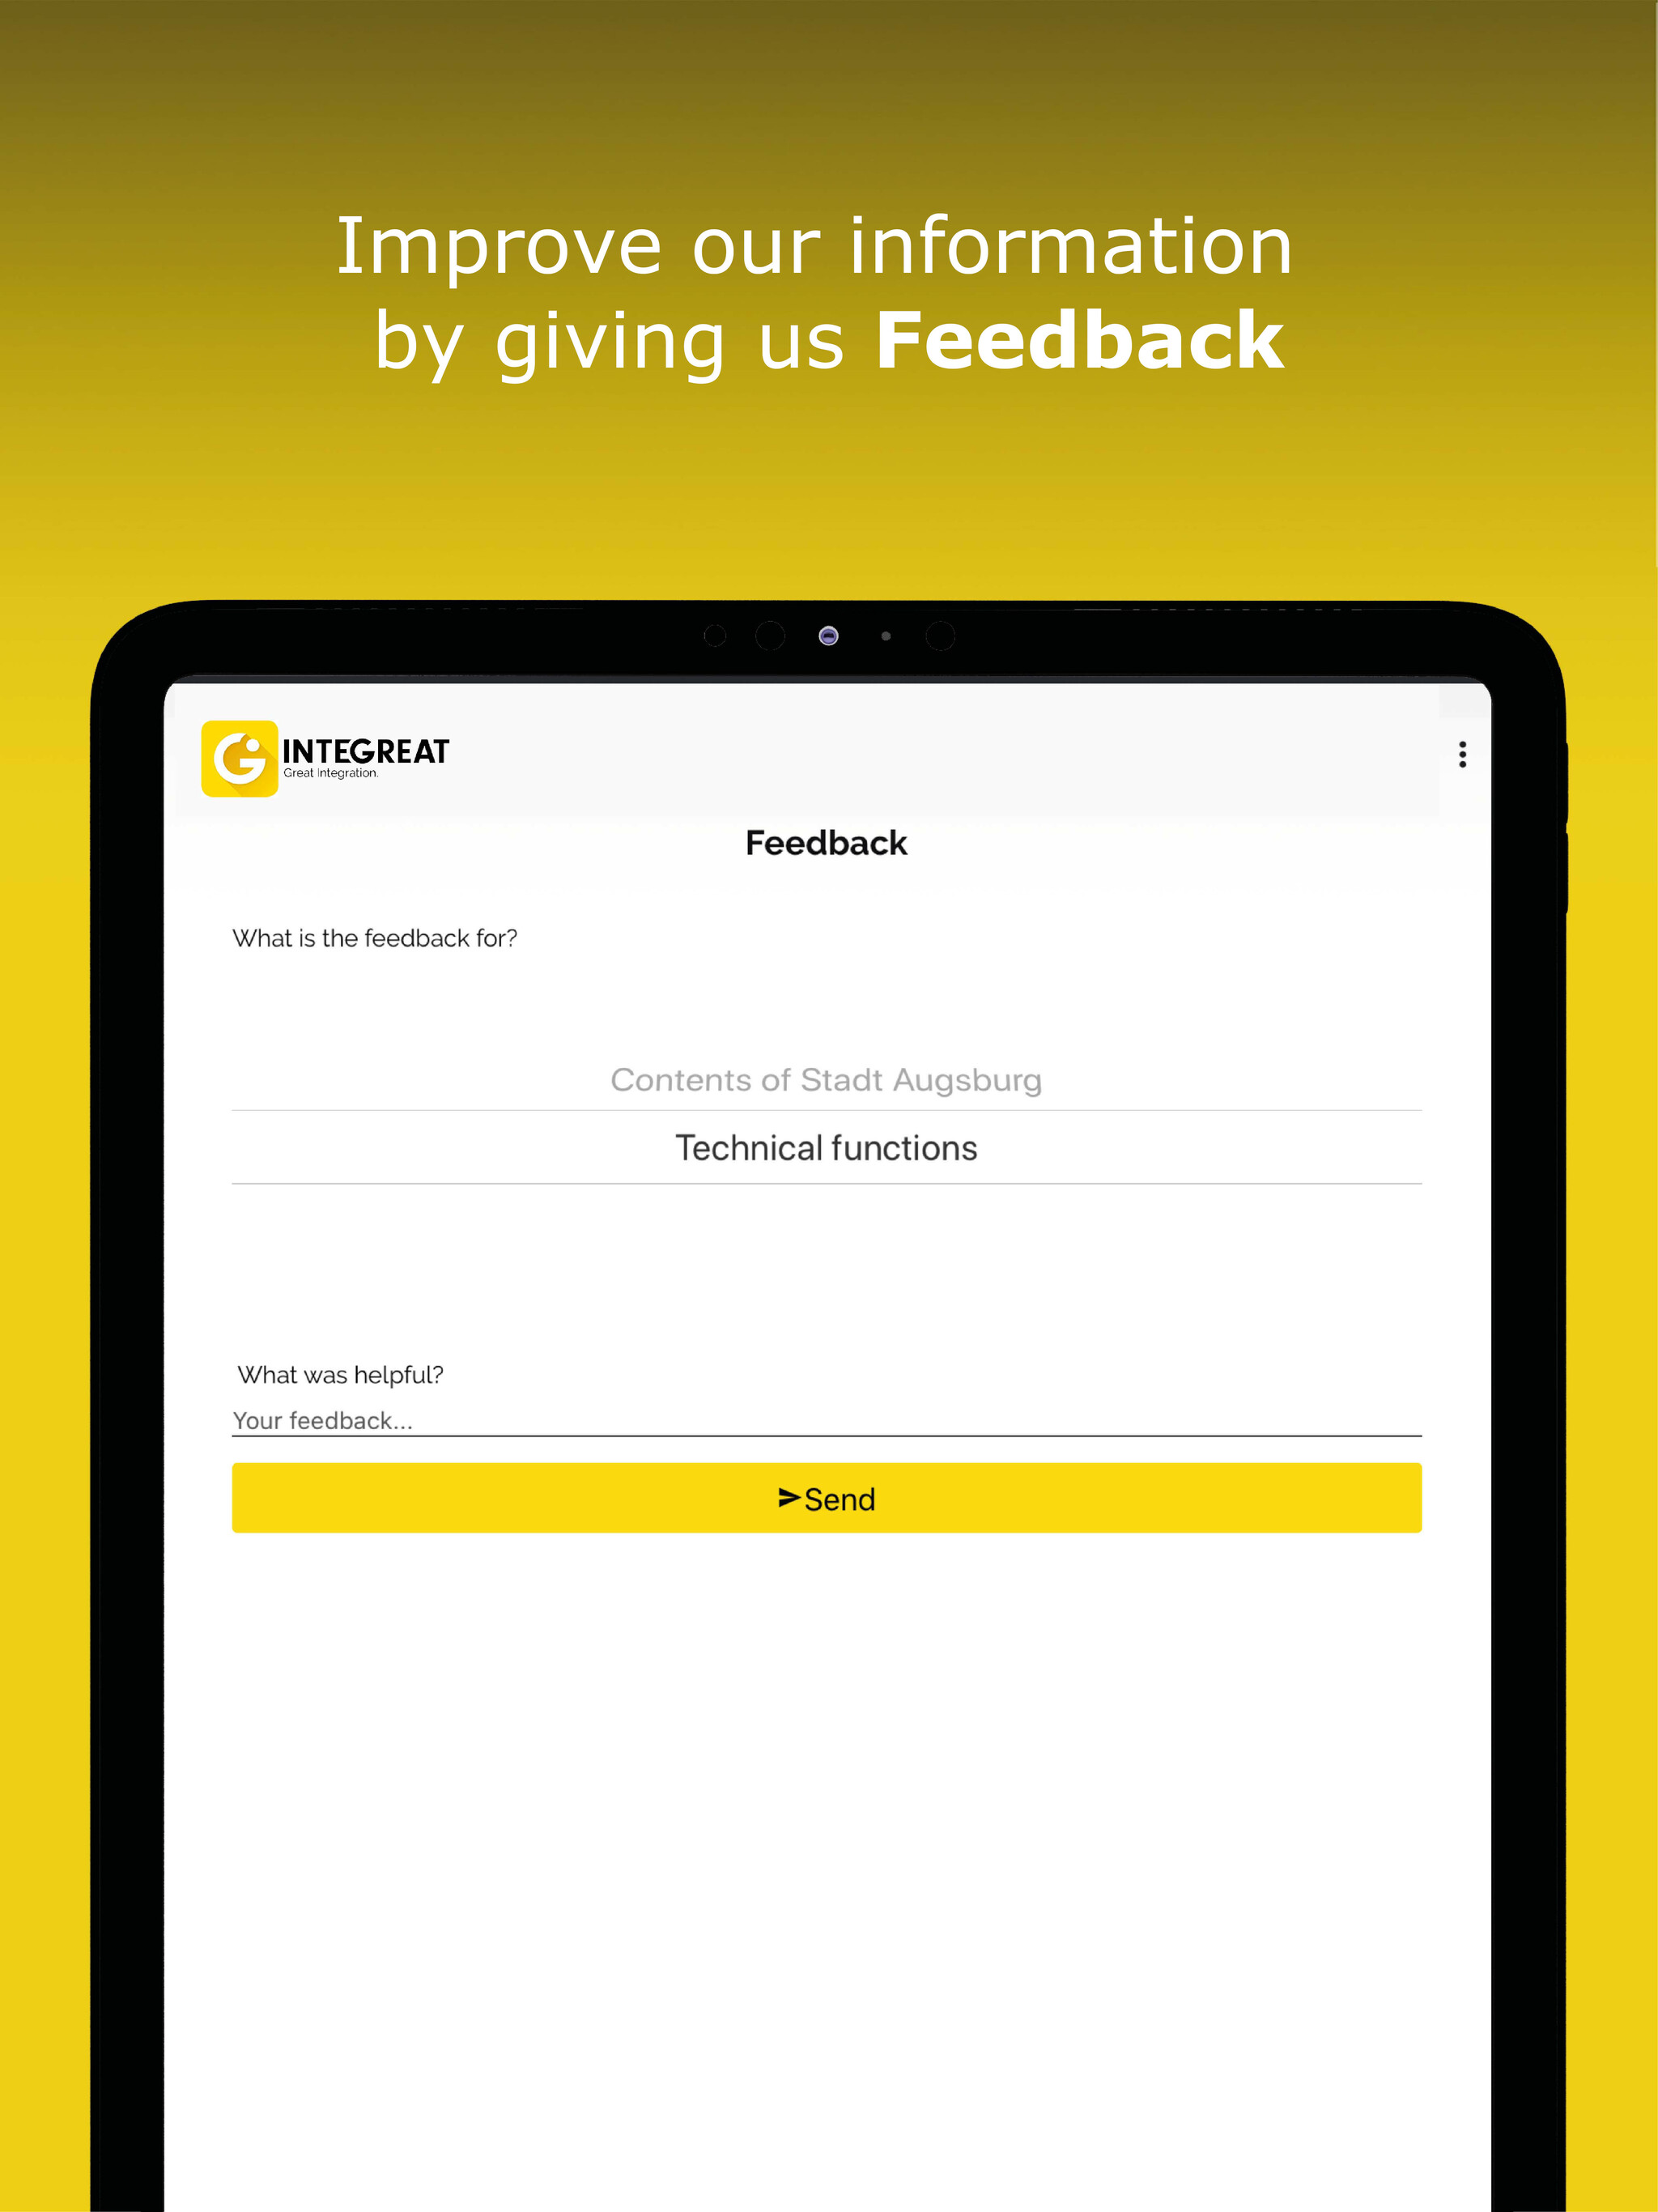 Improve our information
by giving us Feedback
INTEGREAT
Great Integration.
Feedback
What is the feedback for?
Contents of Stadt Augsburg
Technical functions
What was helpful?
Your feedback...
Send